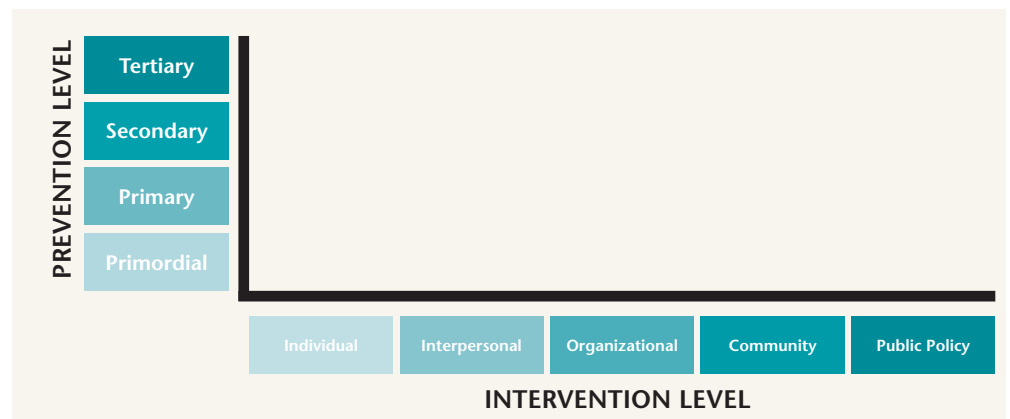 PREVENTION LEVEL
Tertiary
Secondary
Primary
Primordial
Individual
Interpersonal
Organizational
Community
Public Policy
INTERVENTION LEVEL